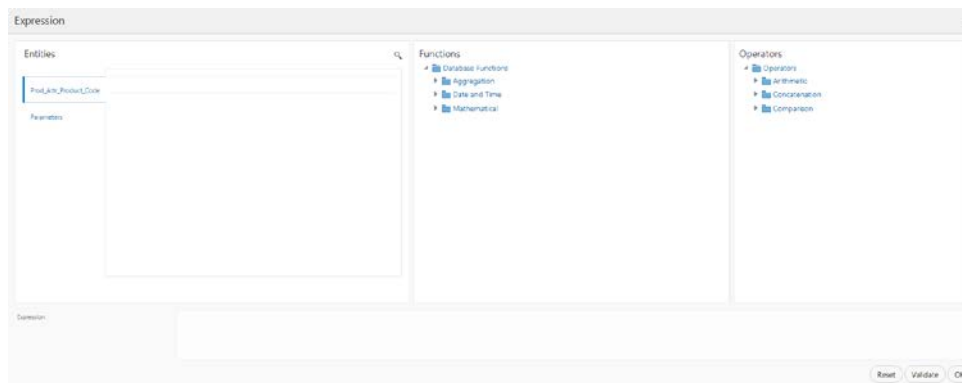 Expression
Entities
Prod_Attr_Product_Code
Parameters
Functions
Database Functions
Aggregation
Date and Time
Mathematical
Operators
Operators
Arithmetic
Concatenation
Comparison
Expression
Reset
Validate